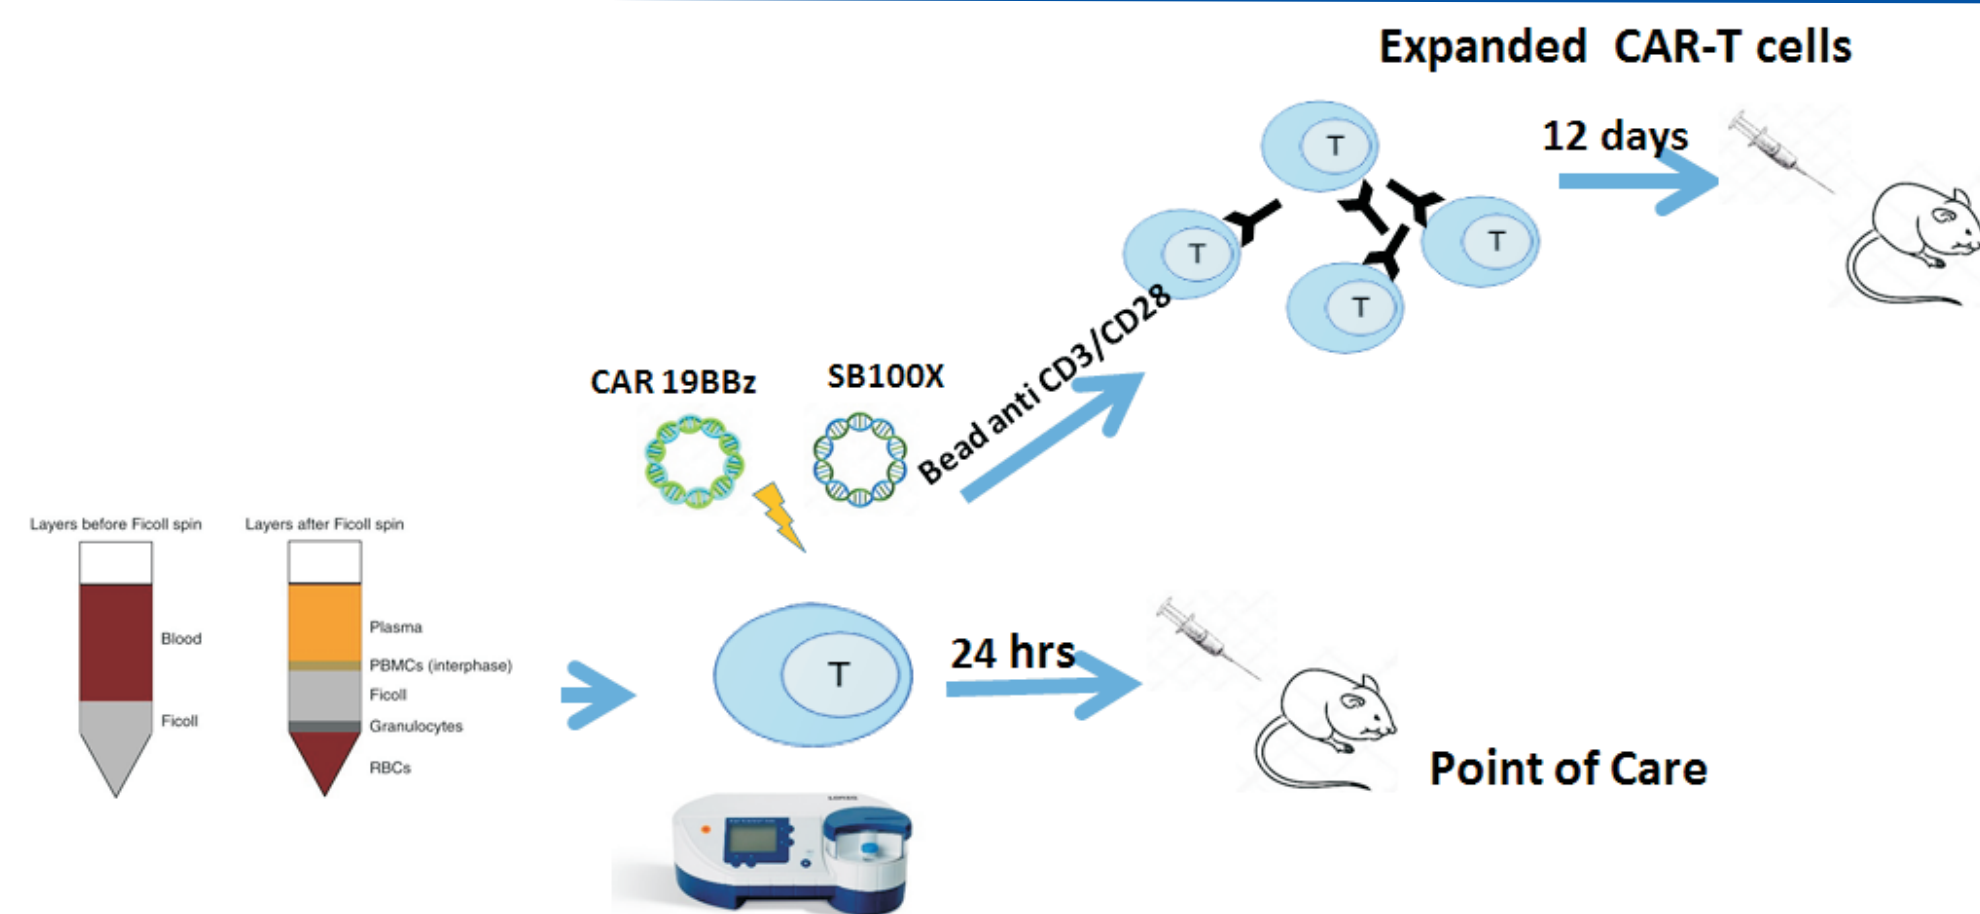 Expanded CAR-T cells
12 days
T
T
T
T
Bead anti CD3/CD28
CAR 19BBz
SB100X
Layers before Ficoll spin
Layers after Ficoll spin
Blood
Ficoll
Plasma
PBMCs (interphase)
Ficoll
Granulocytes
RBCs
T
24 hrs
Point of Care